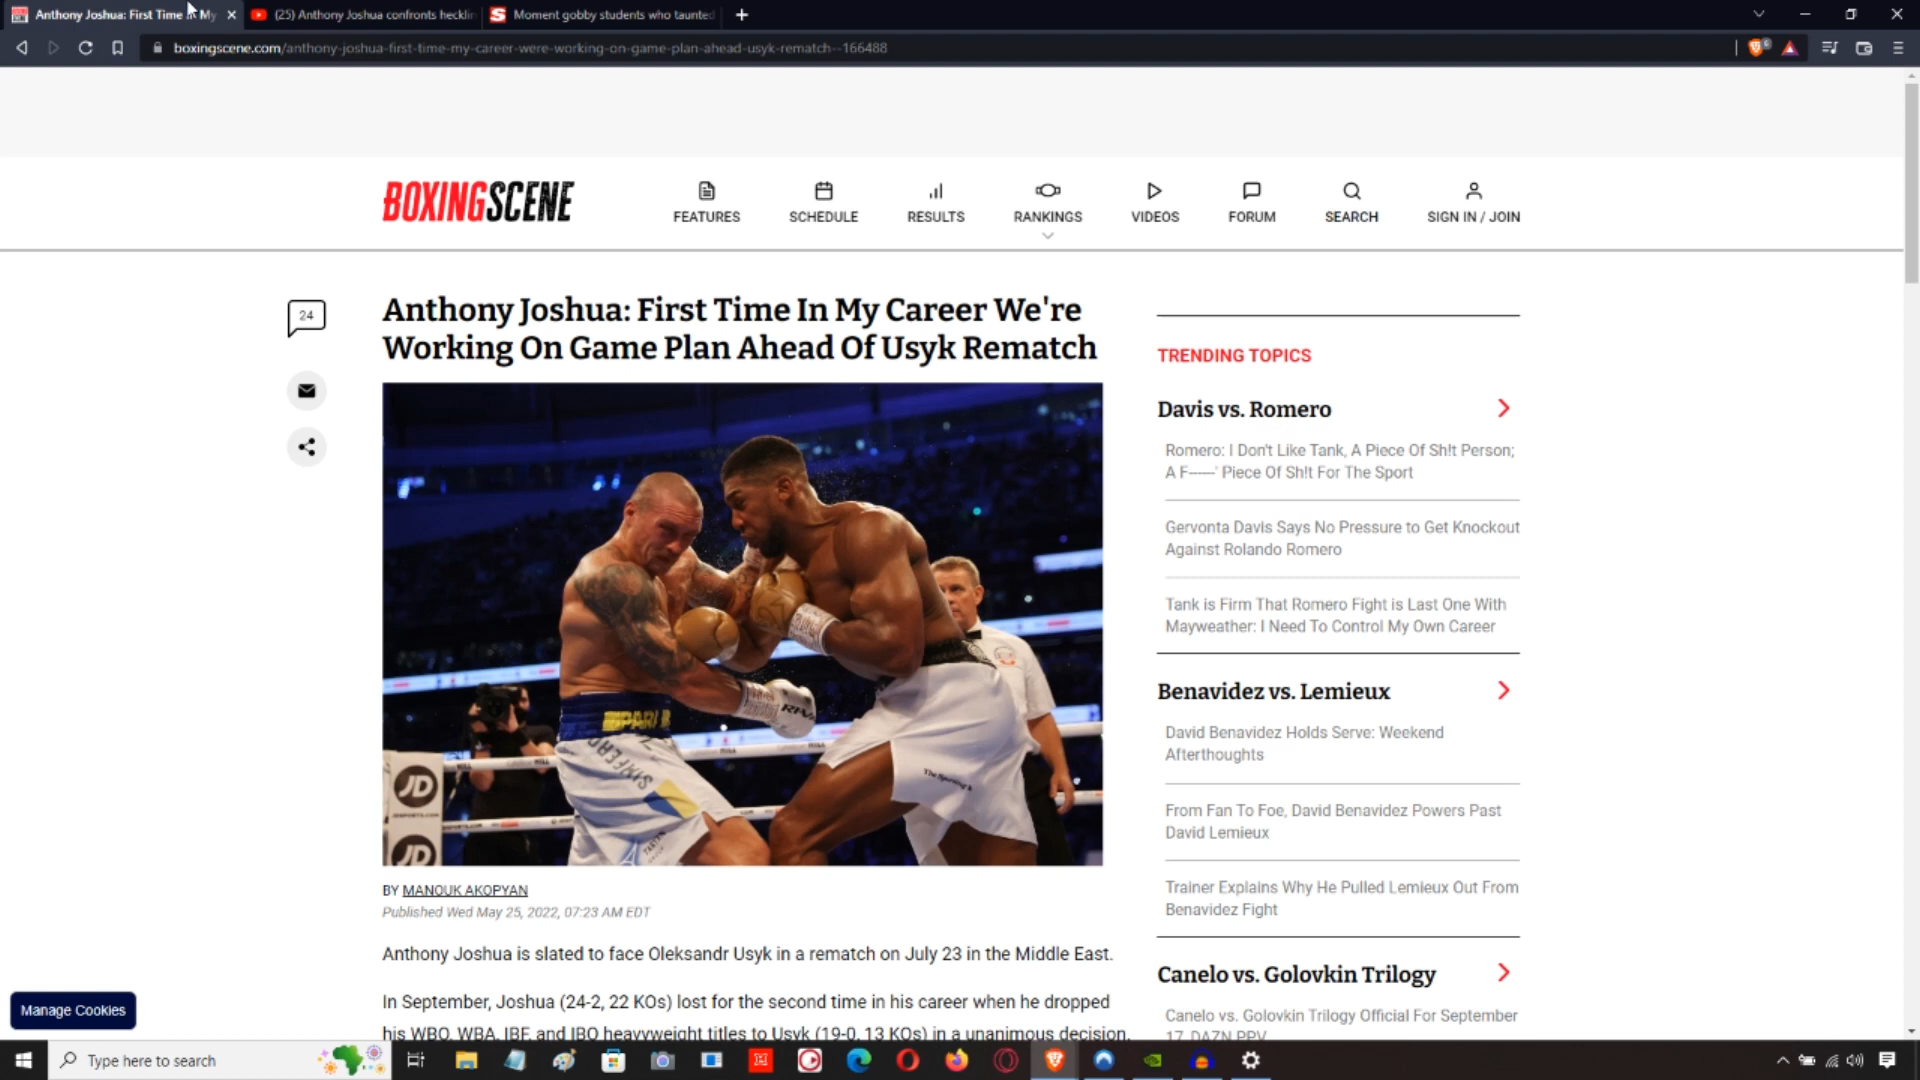 Anthony Joshua: First Time In My
(25) Anthony Joshua confronts hecklin
Moment gobby students who taunted
boxingscene.com/anthony-joshua-first-time-my-career-were-working-on-game-plan-ahead-usyk-rematch--166488
BOXINGSCENE
FEATURES
SCHEDULE
RESULTS
RANKINGS
VIDEOS
FORUM
SEARCH
SIGN IN / JOIN
24
Anthony Joshua: First Time In My Career We're
Working On Game Plan Ahead Of Usyk Rematch
JD
JD
BY MANOUK AKOPYAN
Published Wed May 25, 2022, 07:23 AM EDT
Anthony Joshua is slated to face Oleksandr Usyk in a rematch on July 23 in the Middle East.
In September, Joshua (24-2, 22 KOs) lost for the second time in his career when he dropped
his WBO, WBA, IBF, and IBO heavyweight titles to Usyk (19-0, 13 KOs) in a unanimous decision.
TRENDING TOPICS
Davis vs. Romero
Romero: I Don't Like Tank, A Piece Of Sh!t Person;
A F------' Piece Of Sh!t For The Sport
Gervonta Davis Says No Pressure to Get Knockout
Against Rolando Romero
Tank is Firm That Romero Fight is Last One With
Mayweather: I Need To Control My Own Career
Benavidez vs. Lemieux
David Benavidez Holds Serve: Weekend
Afterthoughts
From Fan To Foe, David Benavidez Powers Past
David Lemieux
Trainer Explains Why He Pulled Lemieux Out From
Benavidez Fight
Canelo vs. Golovkin Trilogy
Canelo vs. Golovkin Trilogy Official For September
17, DAZN PPV
Manage Cookies
Type here to search